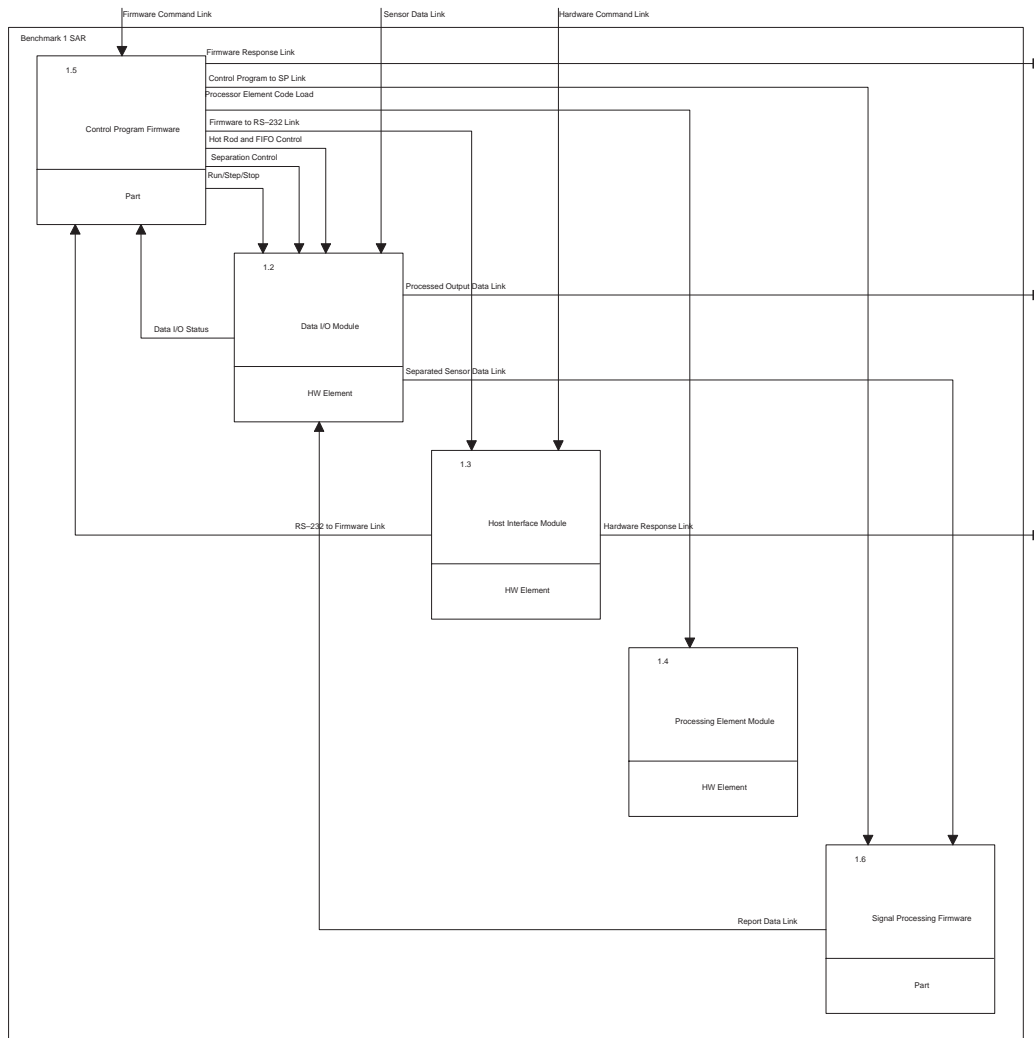 Firmware Command Link
Sensor Data Link
Hardware Command Link
Benchmark 1 SAR
Firmware Response Link
1.5
Control Program to SP Link
Processor Element Code Load
Firmware to RS–232 Link
Control Program Firmware
Hot Rod and FIFO Control
Separation Control
Run/Step/Stop
Part
1.2
Processed Output Data Link
Data I/O Module
Data I/O Status
Separated Sensor Data Link
HW Element
1.3
Host Interface Module
RS–232 to Firmware Link
Hardware Response Link
HW Element
1.4
Processing Element Module
HW Element
1.6
Signal Processing Firmware
Report Data Link
Part